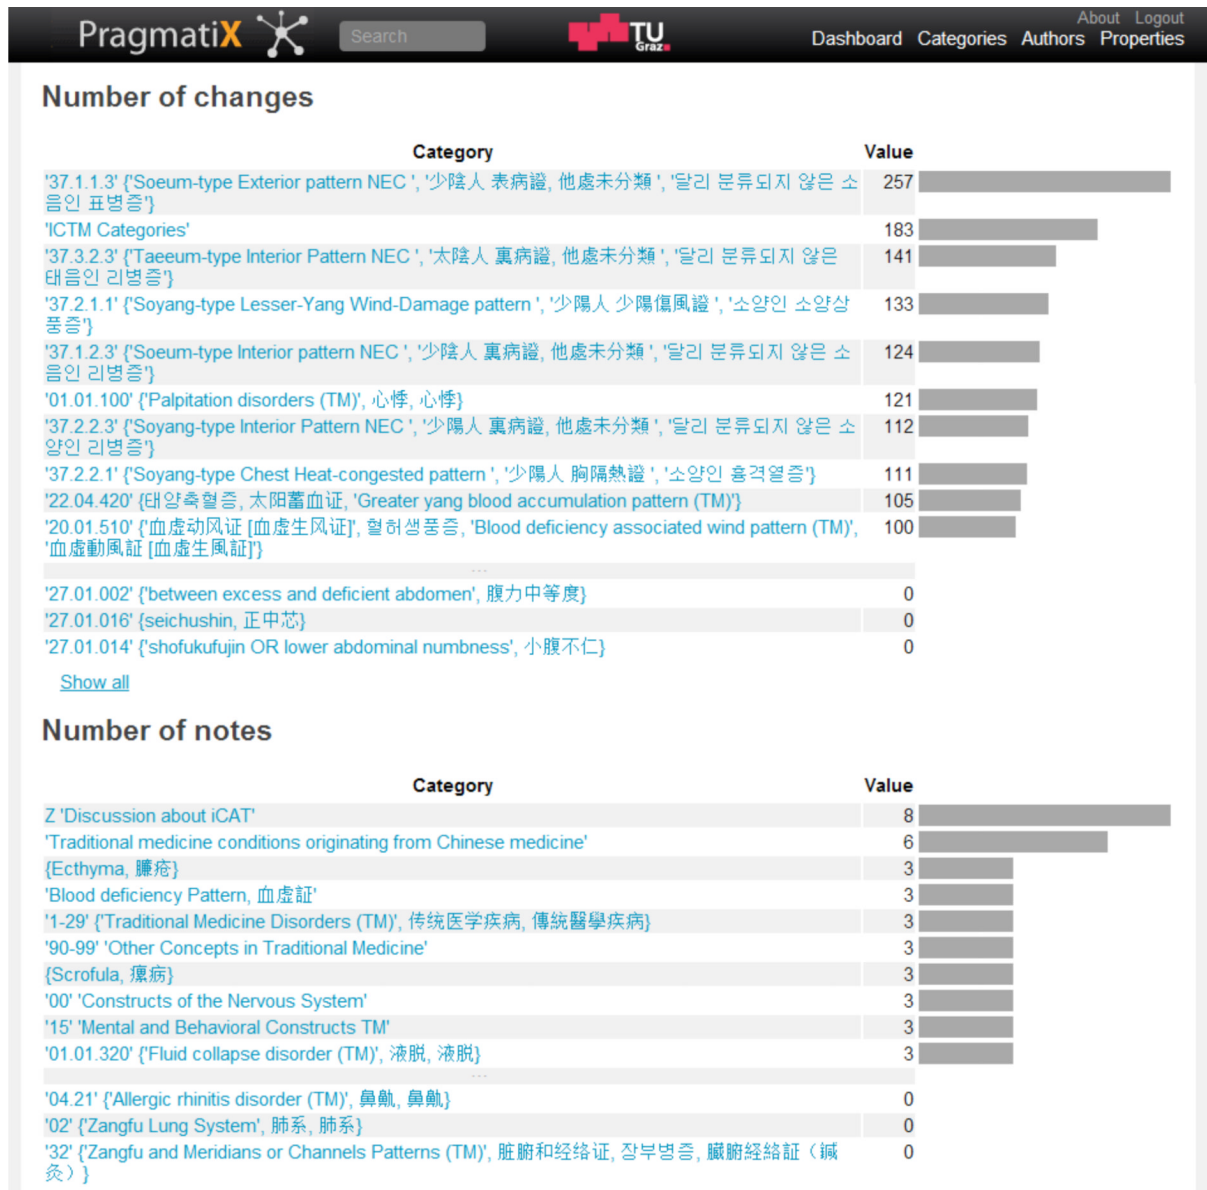 PragmatiX
Search
TU
Graz
About Logout
Dashboard Categories Authors Properties
Number of changes
Category Value
'37.1.1.3' {'Soeum-type Exterior pattern NEC ', '少陰人 表病證, 他處未分類 ', '달리 분류되지 않은 소 257
음인 표병증'}
'ICTM Categories' 183
'37.3.2.3' {'Taeeum-type Interior Pattern NEC ', '太陰人 裏病證, 他處未分類 ', '달리 분류되지 않은 141
태음인 리병증'}
'37.2.1.1' {'Soyang-type Lesser-Yang Wind-Damage pattern ', '少陽人 少陽傷風證 ', '소양인 소양상 133
풍증'}
'37.1.2.3' {'Soeum-type Interior pattern NEC ', '少陰人 裏病證, 他處未分類 ', '달리 분류되지 않은 소 124
음인 리병증'}
'01.01.100' {'Palpitation disorders (TM)', 心悸, 心悸} 121
'37.2.2.3' {'Soyang-type Interior Pattern NEC ', '少陽人 裏病證, 他處未分類 ', '달리 분류되지 않은 소 112
양인 리병증'}
'37.2.2.1' {'Soyang-type Chest Heat-congested pattern ', '少陽人 胸隔熱證 ', '소양인 흉격열증'} 111
'22.04.420' {태양축혈증, 太阳蓄血证, 'Greater yang blood accumulation pattern (TM)'} 105
'20.01.510' {'血虚动风证 [血虚生风证]', 혈허생풍증, 'Blood deficiency associated wind pattern (TM)', 100
'血虚動風証 [血虚生風証]'}
...
'27.01.002' {'between excess and deficient abdomen', 腹力中等度} 0
'27.01.016' {seichushin, 正中芯} 0
'27.01.014' {'shofukufujin OR lower abdominal numbness', 小腹不仁} 0
Show all
Number of notes
Category Value
Z 'Discussion about iCAT' 8
'Traditional medicine conditions originating from Chinese medicine' 6
{Ecthyma, 臁疮} 3
'Blood deficiency Pattern, 血虚証' 3
'1-29' {'Traditional Medicine Disorders (TM)', 传统医学疾病, 傳統醫學疾病} 3
'90-99' 'Other Concepts in Traditional Medicine' 3
{Scrofula, 瘰疬} 3
'00' 'Constructs of the Nervous System' 3
'15' 'Mental and Behavioral Constructs TM' 3
'01.01.320' {'Fluid collapse disorder (TM)', 液脱, 液脱} 3
...
'04.21' {'Allergic rhinitis disorder (TM)', 鼻鼽, 鼻鼽} 0
'02' {'Zangfu Lung System', 肺系, 肺系} 0
'32' {'Zangfu and Meridians or Channels Patterns (TM)', 脏腑和经络证, 장부병증, 臓腑経絡証（鍼 0
灸）}